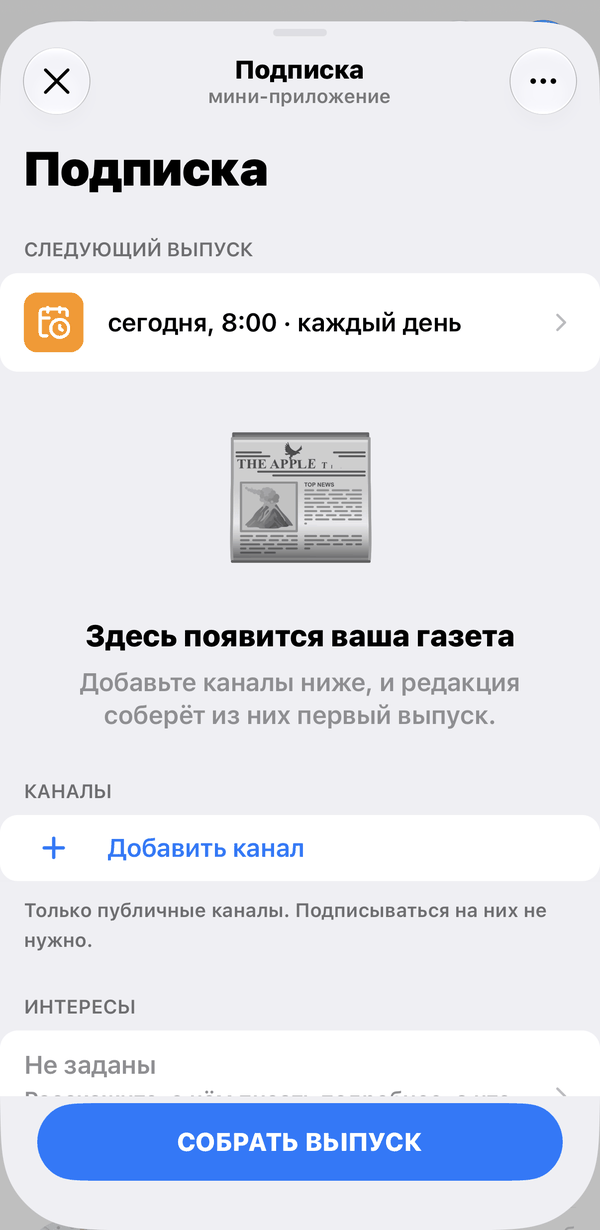 Подписка
мини-приложение
Подписка
СЛЕДУЮЩИЙ ВЫПУСК
сегодня, 8:00 · каждый день
THE APPLE T
TOP NEWS
Здесь появится ваша газета
Добавьте каналы ниже, и редакция
соберёт из них первый выпуск.
КАНАЛЫ
Добавить канал
Только публичные каналы. Подписываться на них не
нужно.
ИНТЕРЕСЫ
Не заданы
СОБРАТЬ ВЫПУСК